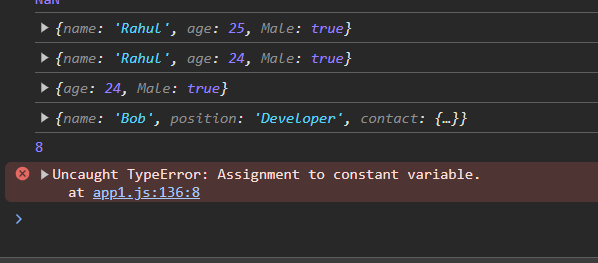 NaN
{name: 'Rahul', age: 25, Male: true}
{name: 'Rahul', age: 24, Male: true}
{age: 24, Male: true}
{name: 'Bob', position: 'Developer', contact: {…}}
8
Uncaught TypeError: Assignment to constant variable.
at app1.js:136:8